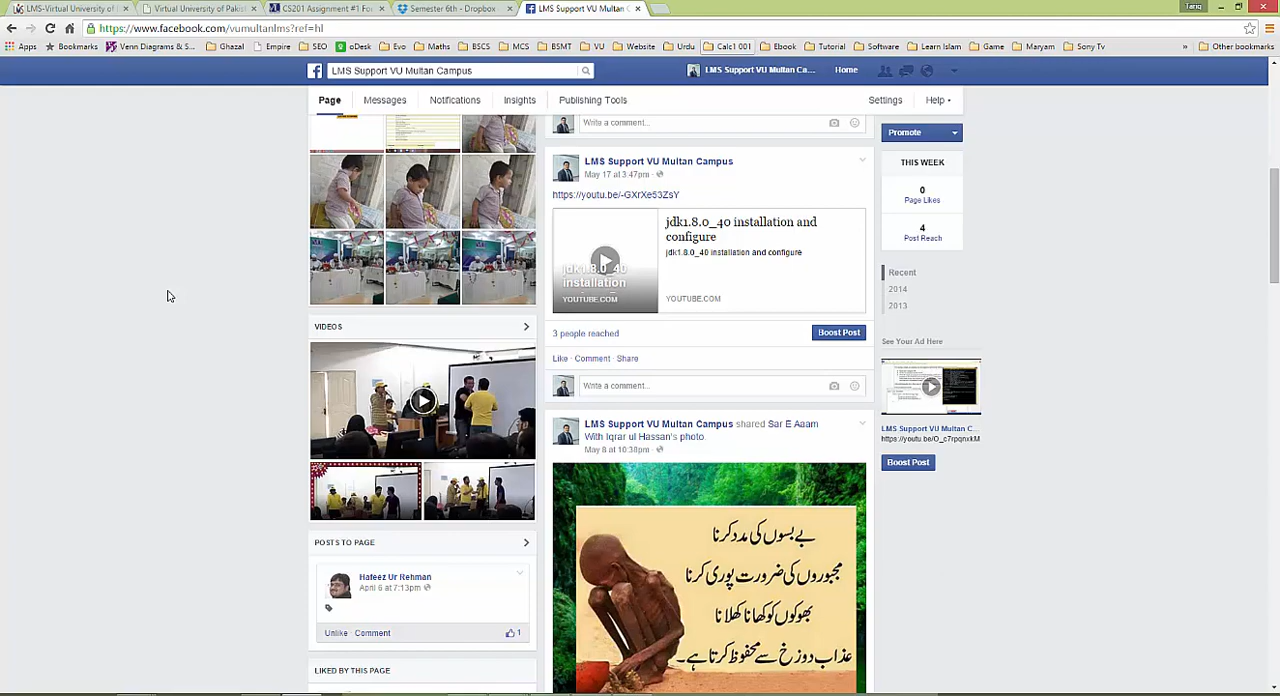 LMS-Virtual University of
Virtual University of Pakist
CS201 Assignment #1 Fo
Semester 6th - Dropbox
LMS Support VU Multan C
Tariq
https://www.facebook.com/vumultanlms?ref=hl
Apps
Bookmarks
Venn Diagrams & S...
Ghazal
Empire
SEO
oDesk
Evo
Maths
BSCS
MCS
BSMT
VU
Website
Urdu
Calc1 001
Ebook
Tutorial
Software
Learn Islam
Game
Maryam
Sony Tv
»
Other bookmarks
LMS Support VU Multan Campus
LMS Support VU Multan Ca...
Home
Page
Messages
Notifications
Insights
Publishing Tools
Settings
Help
Write a comment...
Promote
THIS WEEK
0
Page Likes
4
Post Reach
Recent
2014
2013
See Your Ad Here
LMS Support VU Multan C...
https://youtu.be/O_c7rpqnxkM
Boost Post
LMS Support VU Multan Campus
May 17 at 3:47pm ·
https://youtu.be/-GXrXe53ZsY
jdk1.8.0_40
installation
YOUTUBE.COM
jdk1.8.0_40 installation and
configure
jdk1.8.0_40 installation and configure
YOUTUBE.COM
3 people reached
Boost Post
Like · Comment · Share
Write a comment...
LMS Support VU Multan Campus shared Sar E Aaam
With Iqrar ul Hassan's photo.
May 8 at 10:30pm ·
بے بسوں کی مدد کرنا
مجبوروں کی ضرورت پوری کرنا
بھوکوں کو کھانا کھلانا
عذاب دوزخ سے محفوظ کرتا ہے۔
VIDEOS
POSTS TO PAGE
Hafeez Ur Rehman
April 6 at 7:13pm ·
Unlike · Comment
1
LIKED BY THIS PAGE